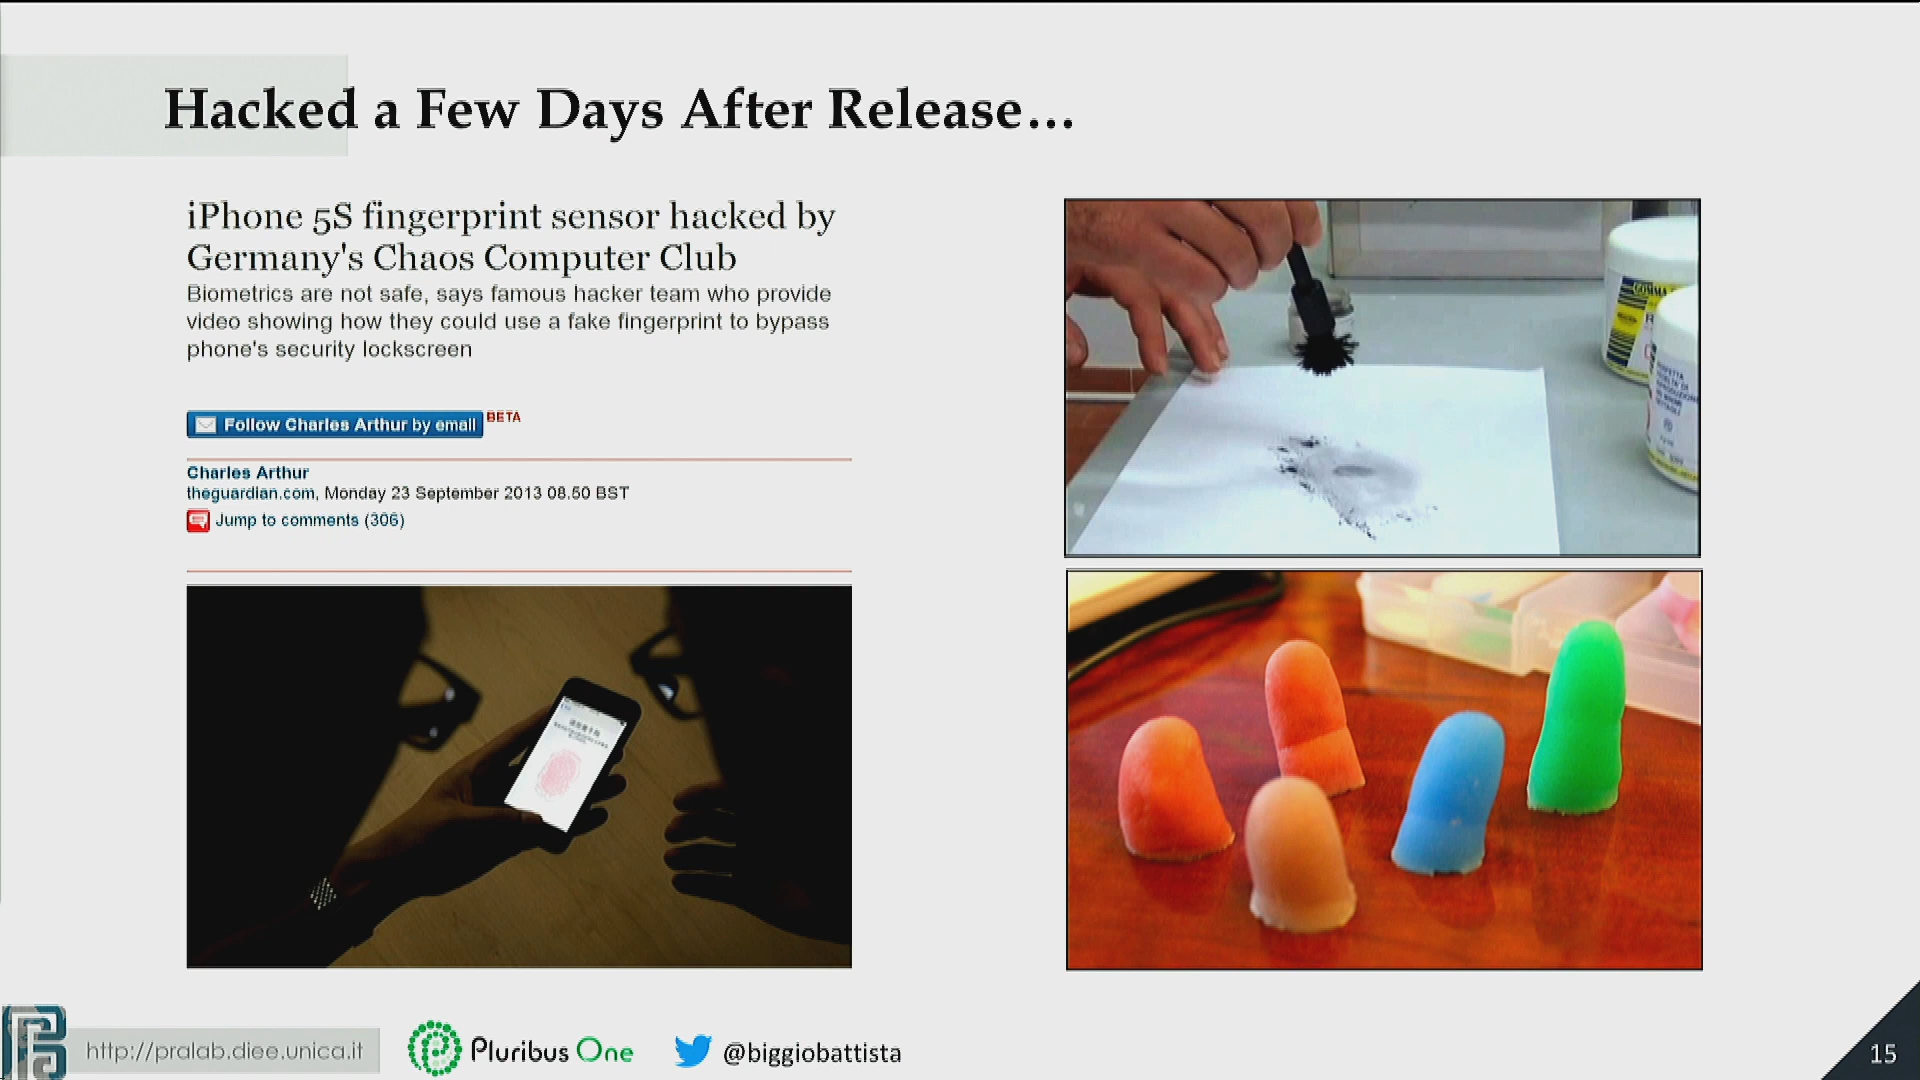 Hacked a Few Days After Release...
iPhone 5S fingerprint sensor hacked by
Germany's Chaos Computer Club
Biometrics are not safe, says famous hacker team who provide
video showing how they could use a fake fingerprint to bypass
phone's security lockscreen
Follow Charles Arthur by email BETA
Charles Arthur
theguardian.com, Monday 23 September 2013 08.50 BST
Jump to comments (306)
GOMMA
http://pralab.diee.unica.it
Pluribus One
@biggiobattista
15